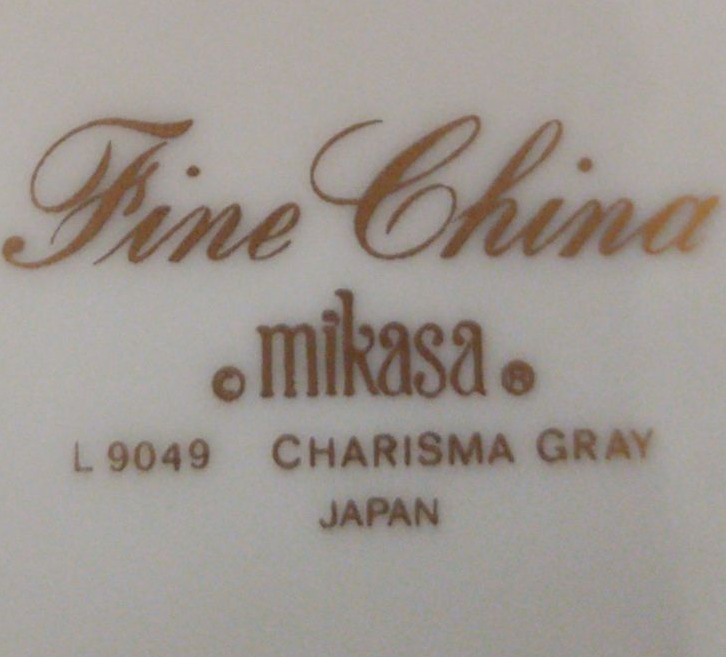 Fine China
© mikasa ®
L 9049 CHARISMA GRAY
JAPAN